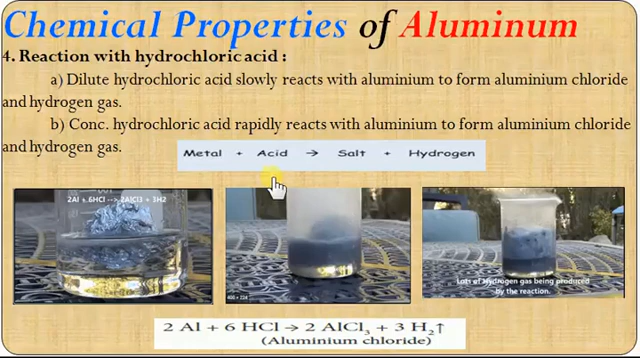 Chemical Properties of Aluminum
4. Reaction with hydrochloric acid :
a) Dilute hydrochloric acid slowly reacts with aluminium to form aluminium chloride
and hydrogen gas.
b) Conc. hydrochloric acid rapidly reacts with aluminium to form aluminium chloride
and hydrogen gas.
Metal + Acid → Salt + Hydrogen
2Al + 6HCl --> 2AlCl3 + 3H2
400 × 224
Lots of Hydrogen gas being produced
by the reaction.
2 Al + 6 HCl → 2 AlCl₃ + 3 H₂↑
(Aluminium chloride)